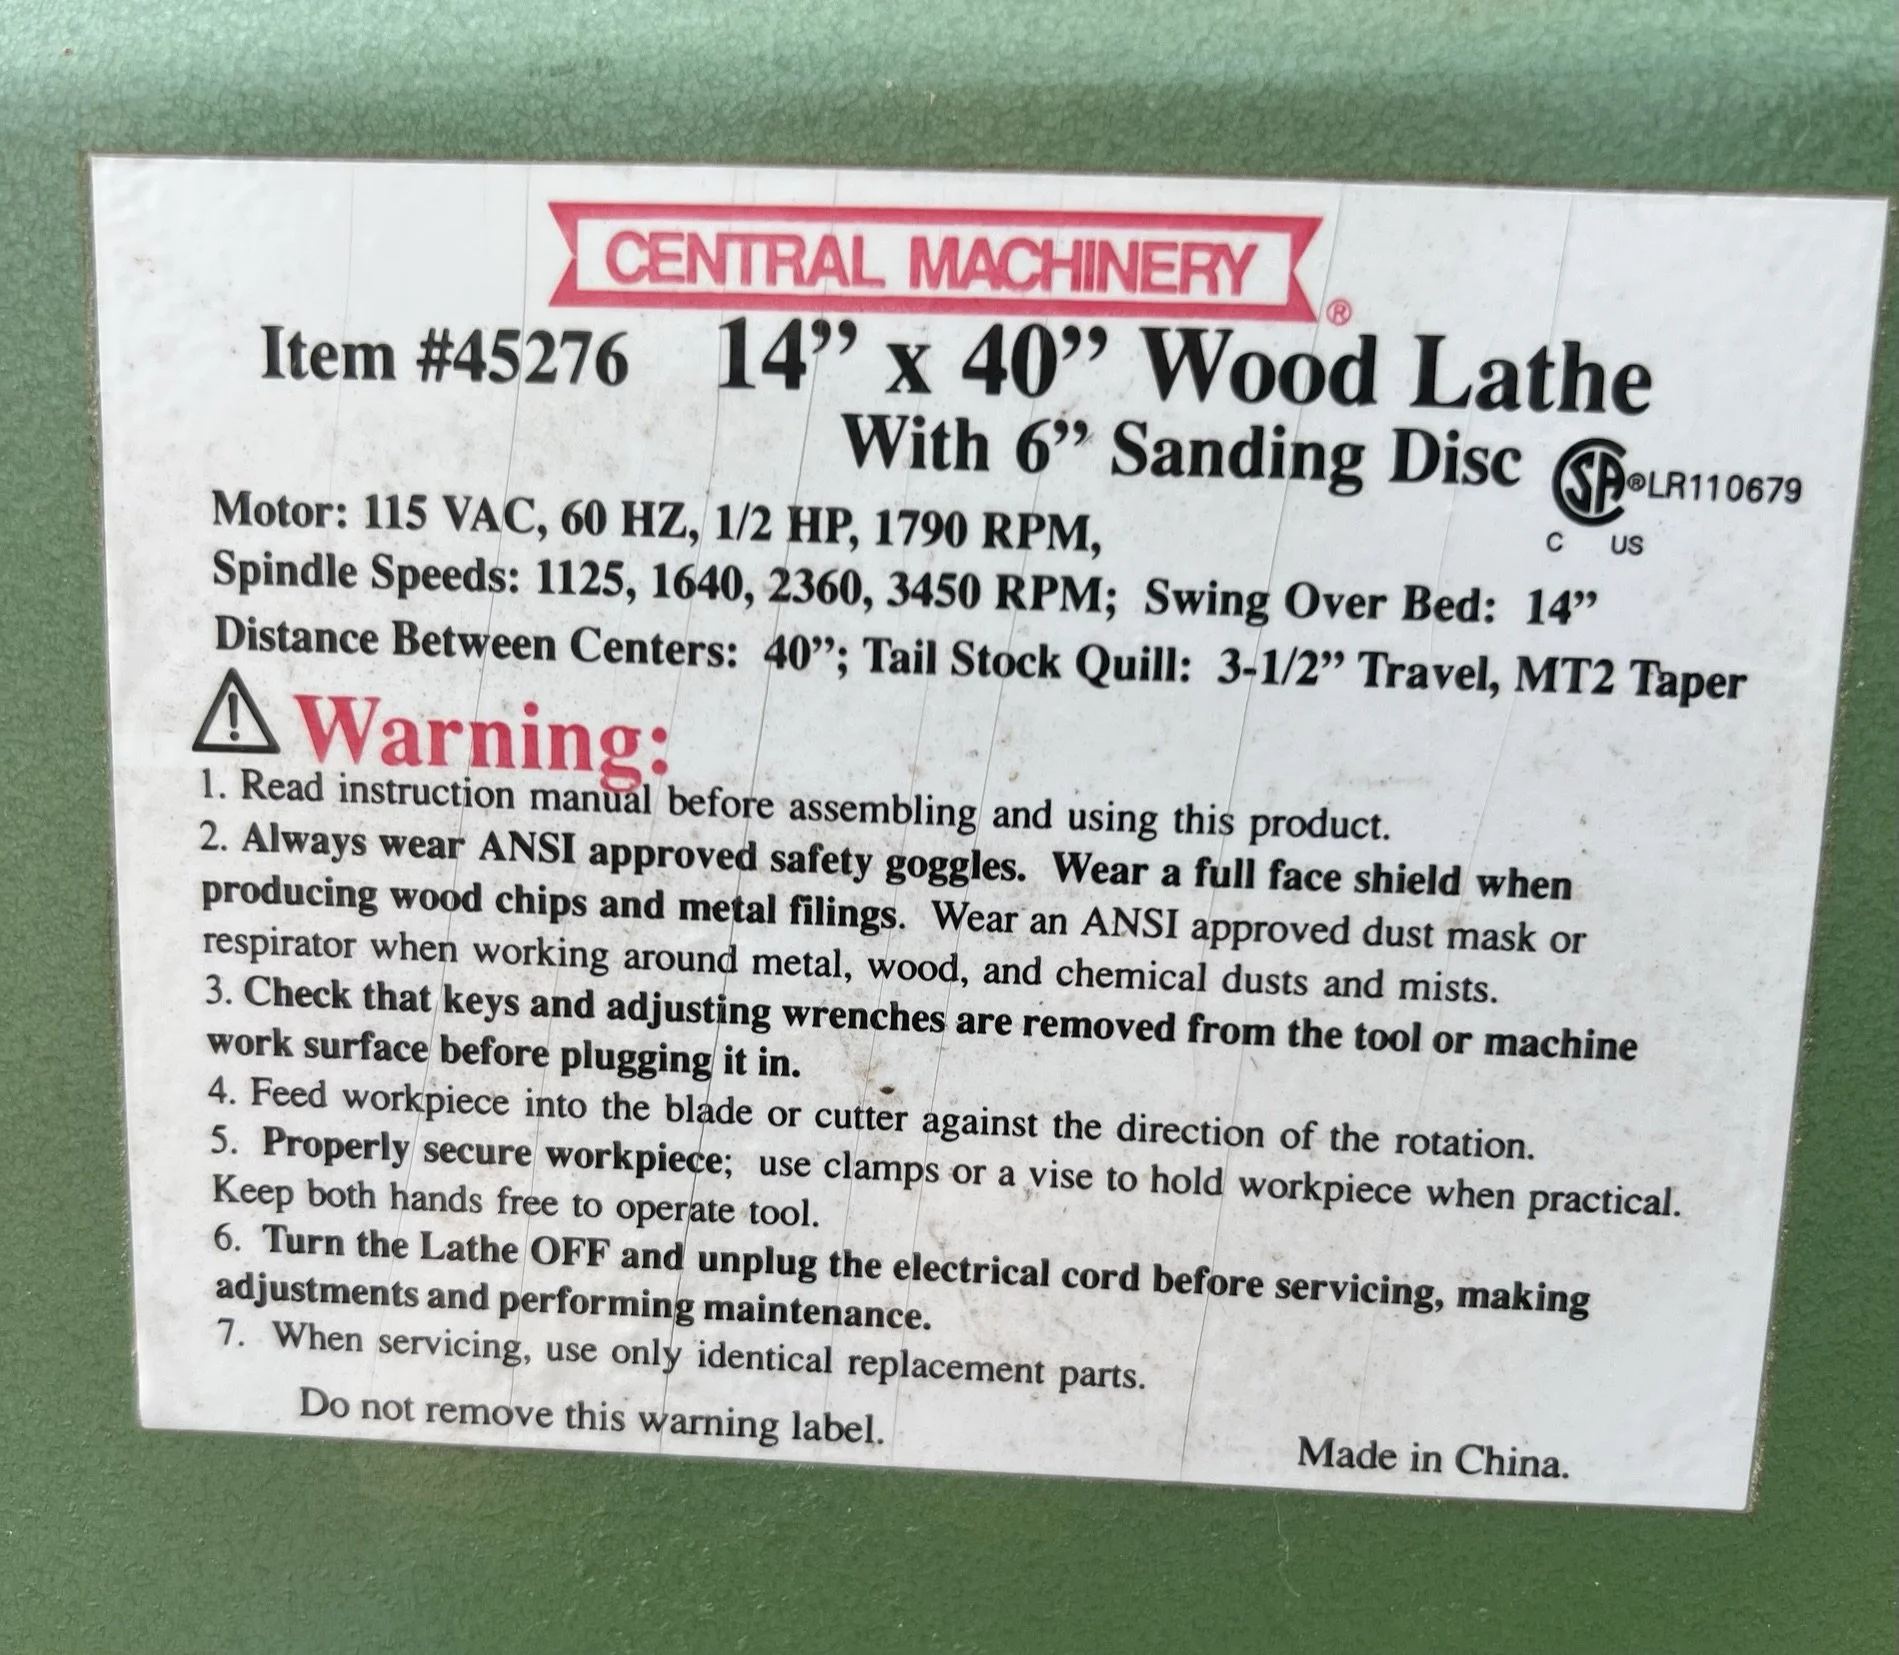 CENTRAL MACHINERY ®
Item #45276 14” x 40” Wood Lathe
With 6” Sanding Disc
SA ® LR110679
C US
Motor: 115 VAC, 60 HZ, 1/2 HP, 1790 RPM,
Spindle Speeds: 1125, 1640, 2360, 3450 RPM; Swing Over Bed: 14”
Distance Between Centers: 40”; Tail Stock Quill: 3-1/2” Travel, MT2 Taper
Warning:
1. Read instruction manual before assembling and using this product.
2. Always wear ANSI approved safety goggles. Wear a full face shield when
producing wood chips and metal filings. Wear an ANSI approved dust mask or
respirator when working around metal, wood, and chemical dusts and mists.
3. Check that keys and adjusting wrenches are removed from the tool or machine
work surface before plugging it in.
4. Feed workpiece into the blade or cutter against the direction of the rotation.
5. Properly secure workpiece; use clamps or a vise to hold workpiece when practical.
Keep both hands free to operate tool.
6. Turn the Lathe OFF and unplug the electrical cord before servicing, making
adjustments and performing maintenance.
7. When servicing, use only identical replacement parts.
Do not remove this warning label.
Made in China.